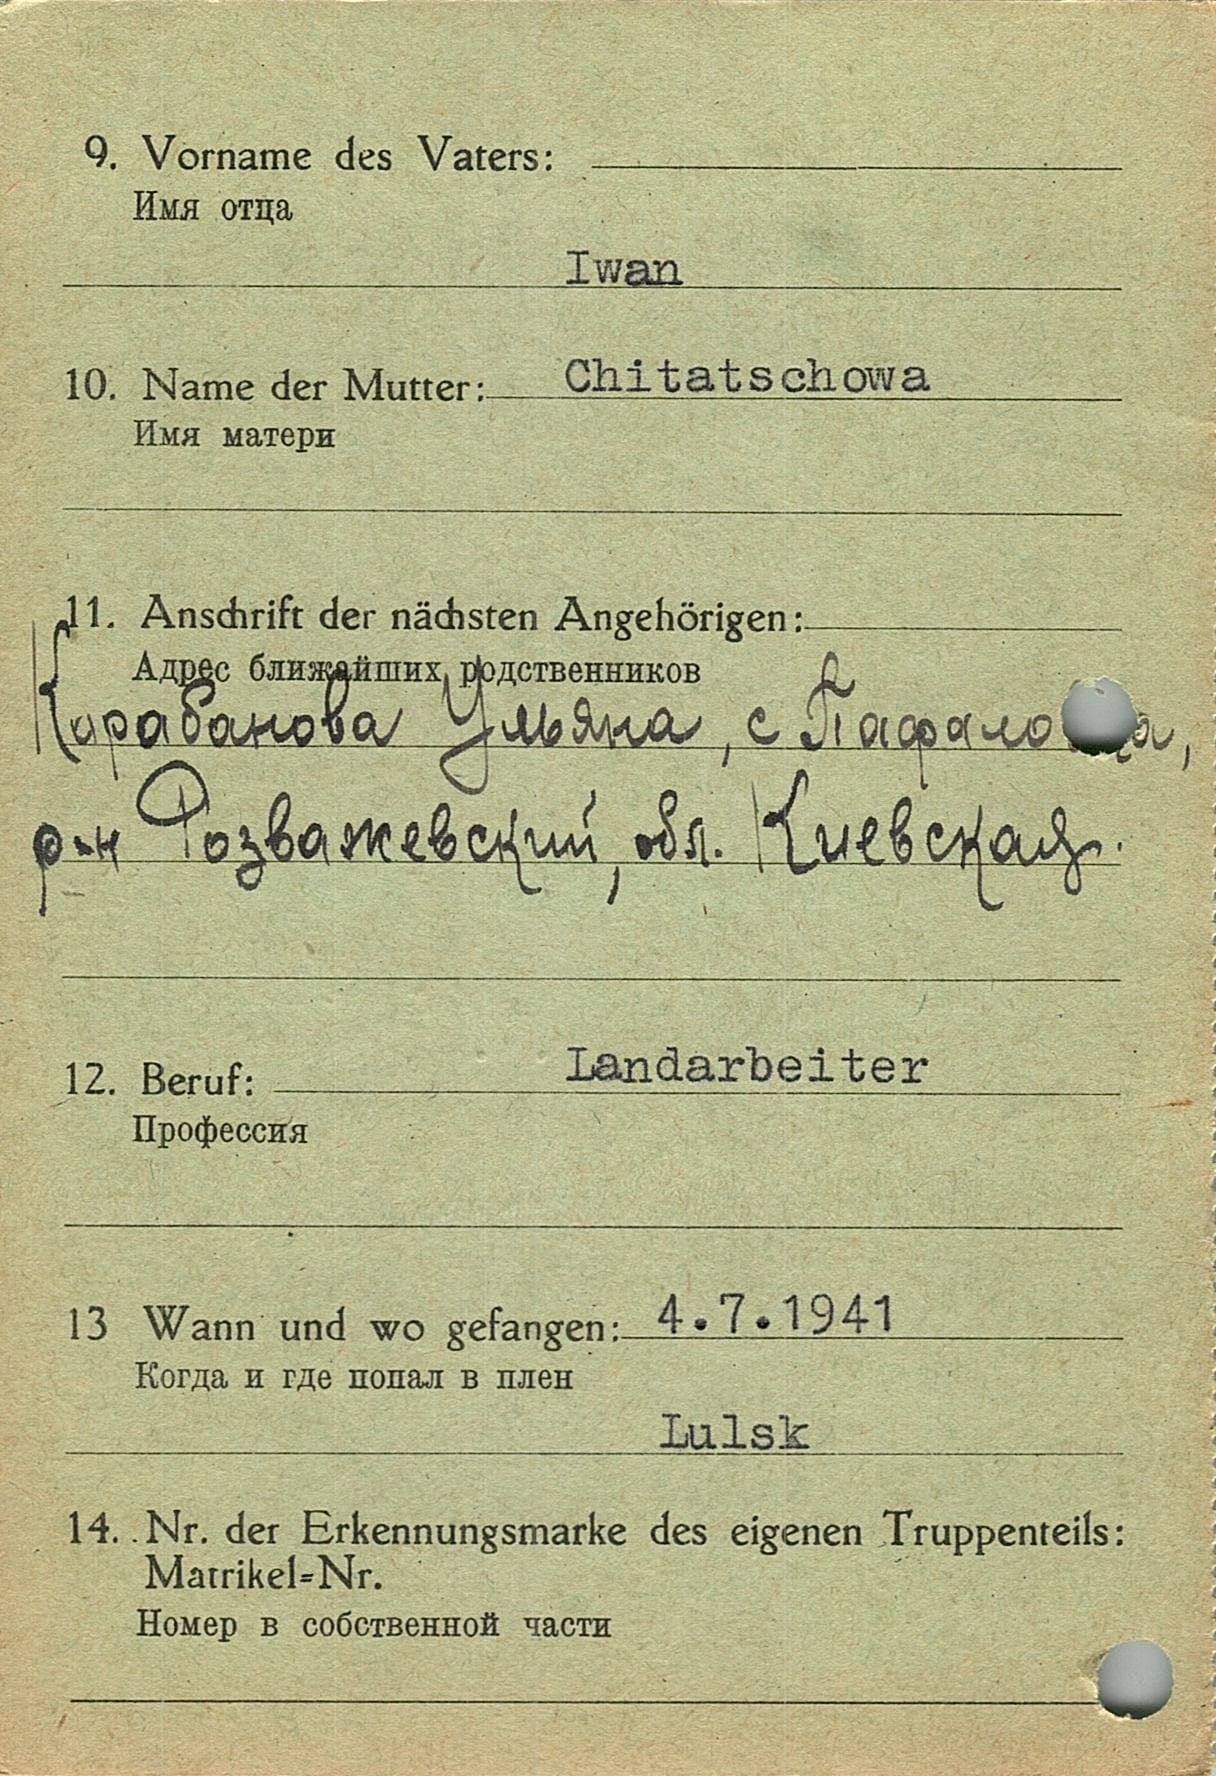 9. Vorname des Vaters:
Имя отца
Iwan
10. Name der Mutter: Chitatschowa
Имя матери
11. Anschrift der nächsten Angehörigen:
Адрес ближайших родственников
Карабанова Ульяна, с
р-н Розважевский, обл. Киевская.
12. Beruf: Landarbeiter
Профессия
13 Wann und wo gefangen: 4.7.1941
Когда и где попал в плен
Lulsk
14. Nr. der Erkennungsmarke des eigenen Truppenteils:
Matrikel=Nr.
Номер в собственной части